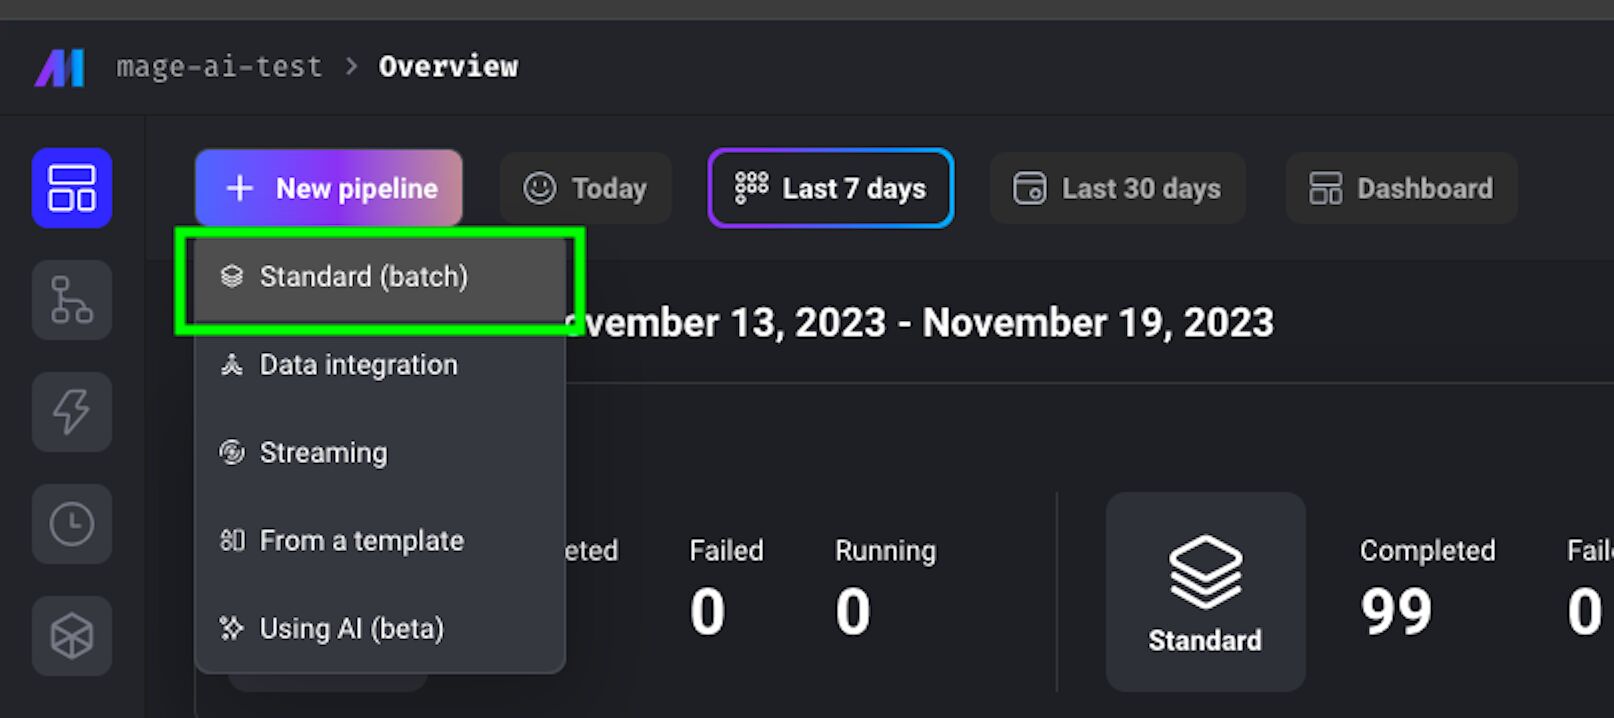 mage-ai-test > Overview
+ New pipeline
Today
Last 7 days
Last 30 days
Dashboard
Standard (batch)
Data integration
Streaming
From a template
Using AI (beta)
ovember 13, 2023 - November 19, 2023
eted
Failed
Running
0
0
Standard
Completed
Fail
99
0